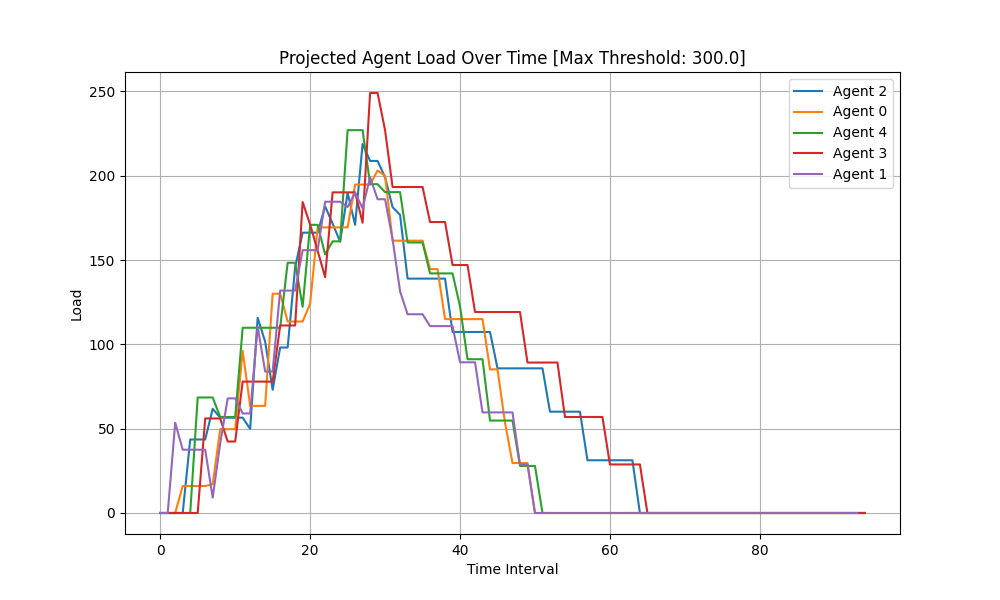 Projected Agent Load Over Time [Max Threshold: 300.0]
Agent 2
Agent 0
Agent 4
Agent 3
Agent 1
Load
250
200
150
100
50
0
0 20 40 60 80
Time Interval